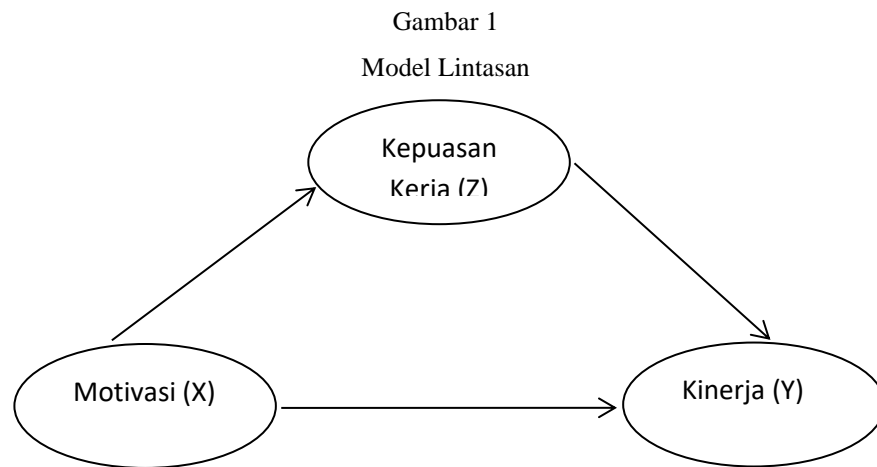 Gambar 1
Model Lintasan
Kepuasan
Kerja (Z)
Motivasi (X)
Kinerja (Y)